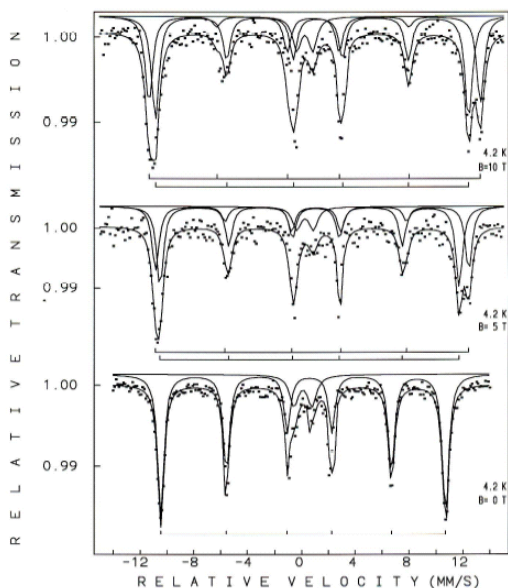 RELATIVE TRANSMISSION
1.00
0.99
4.2 K
B=10 T
1.00
0.99
4.2 K
B= 5 T
1.00
0.99
4.2 K
B= 0 T
-12 -8 -4 0 4 8 12
RELATIVE VELOCITY (MM/S)